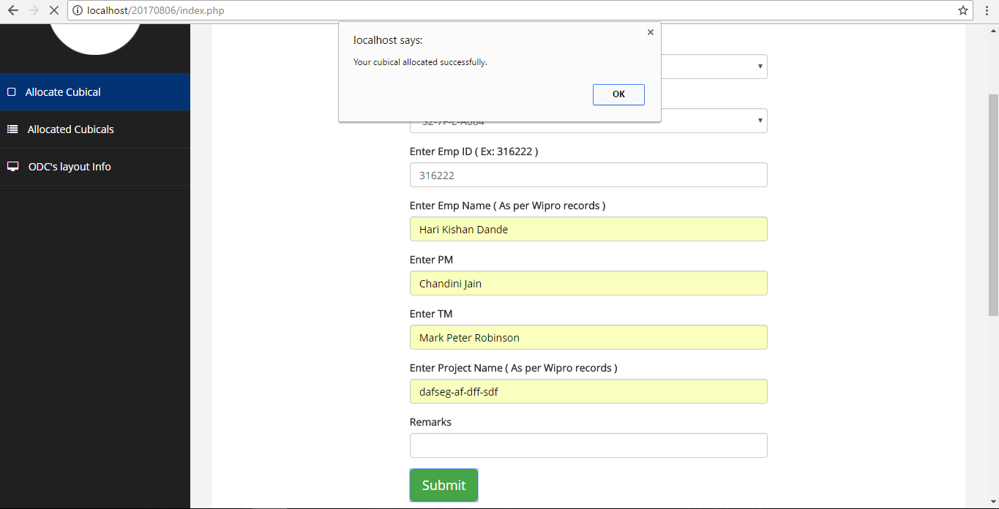 localhost/20170806/index.php
localhost says:
Your cubical allocated successfully.
OK
Allocate Cubical
Allocated Cubicals
ODC's layout Info
S2-7F-E-A084
Enter Emp ID ( Ex: 316222 )
316222
Enter Emp Name ( As per Wipro records )
Hari Kishan Dande
Enter PM
Chandini Jain
Enter TM
Mark Peter Robinson
Enter Project Name ( As per Wipro records )
dafseg-af-dff-sdf
Remarks
Submit